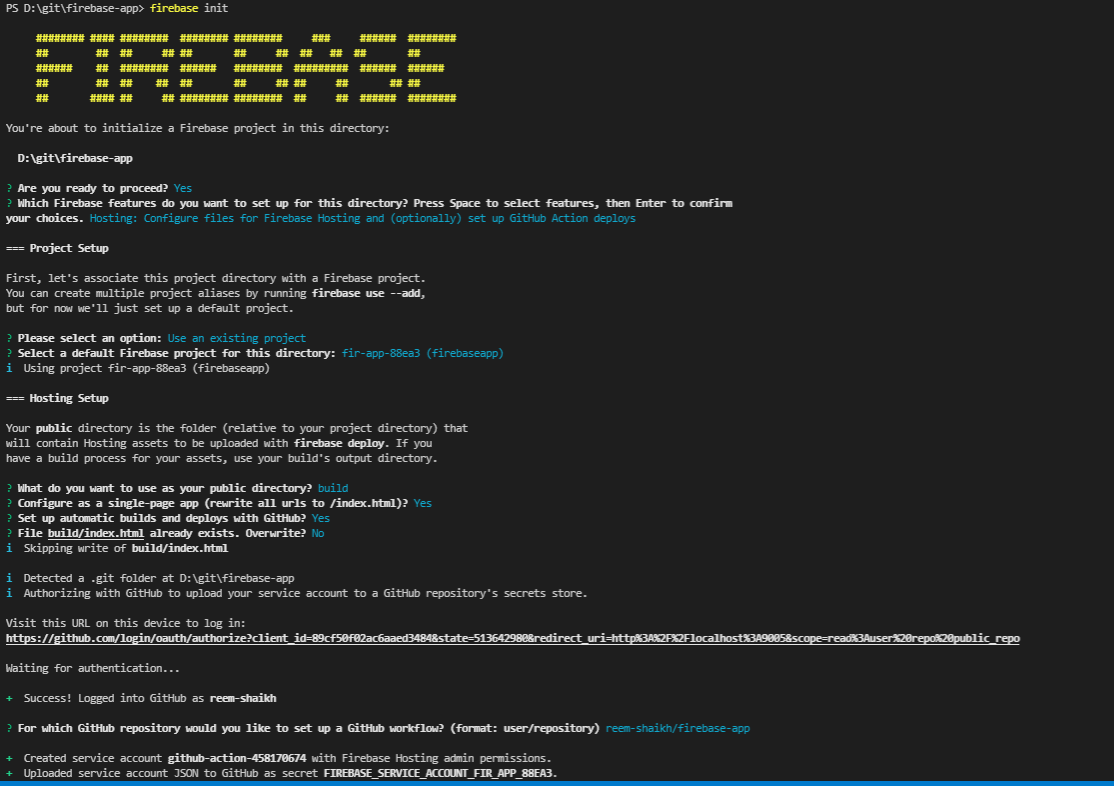 PS D:\git\firebase-app> firebase init
FIREBASE
You're about to initialize a Firebase project in this directory:
D:\git\firebase-app
? Are you ready to proceed? Yes
? Which Firebase features do you want to set up for this directory? Press Space to select features, then Enter to confirm
your choices. Hosting: Configure files for Firebase Hosting and (optionally) set up GitHub Action deploys
=== Project Setup
First, let's associate this project directory with a Firebase project.
You can create multiple project aliases by running firebase use --add,
but for now we'll just set up a default project.
? Please select an option: Use an existing project
? Select a default Firebase project for this directory: fir-app-88ea3 (firebaseapp)
i Using project fir-app-88ea3 (firebaseapp)
=== Hosting Setup
Your public directory is the folder (relative to your project directory) that
will contain Hosting assets to be uploaded with firebase deploy. If you
have a build process for your assets, use your build's output directory.
? What do you want to use as your public directory? build
? Configure as a single-page app (rewrite all urls to /index.html)? Yes
? Set up automatic builds and deploys with GitHub? Yes
? File build/index.html already exists. Overwrite? No
i Skipping write of build/index.html
i Detected a .git folder at D:\git\firebase-app
i Authorizing with GitHub to upload your service account to a GitHub repository's secrets store.
Visit this URL on this device to log in:
https://github.com/login/oauth/authorize?client_id=89cf50f02ac6aaed3484&state=513642980&redirect_uri=http%3A%2F%2Flocalhost%3A9005&scope=read%3Auser%20repo%20public_repo
Waiting for authentication...
+ Success! Logged into GitHub as reem-shaikh
? For which GitHub repository would you like to set up a GitHub workflow? (format: user/repository) reem-shaikh/firebase-app
+ Created service account github-action-458170674 with Firebase Hosting admin permissions.
+ Uploaded service account JSON to GitHub as secret FIREBASE_SERVICE_ACCOUNT_FIR_APP_88EA3.